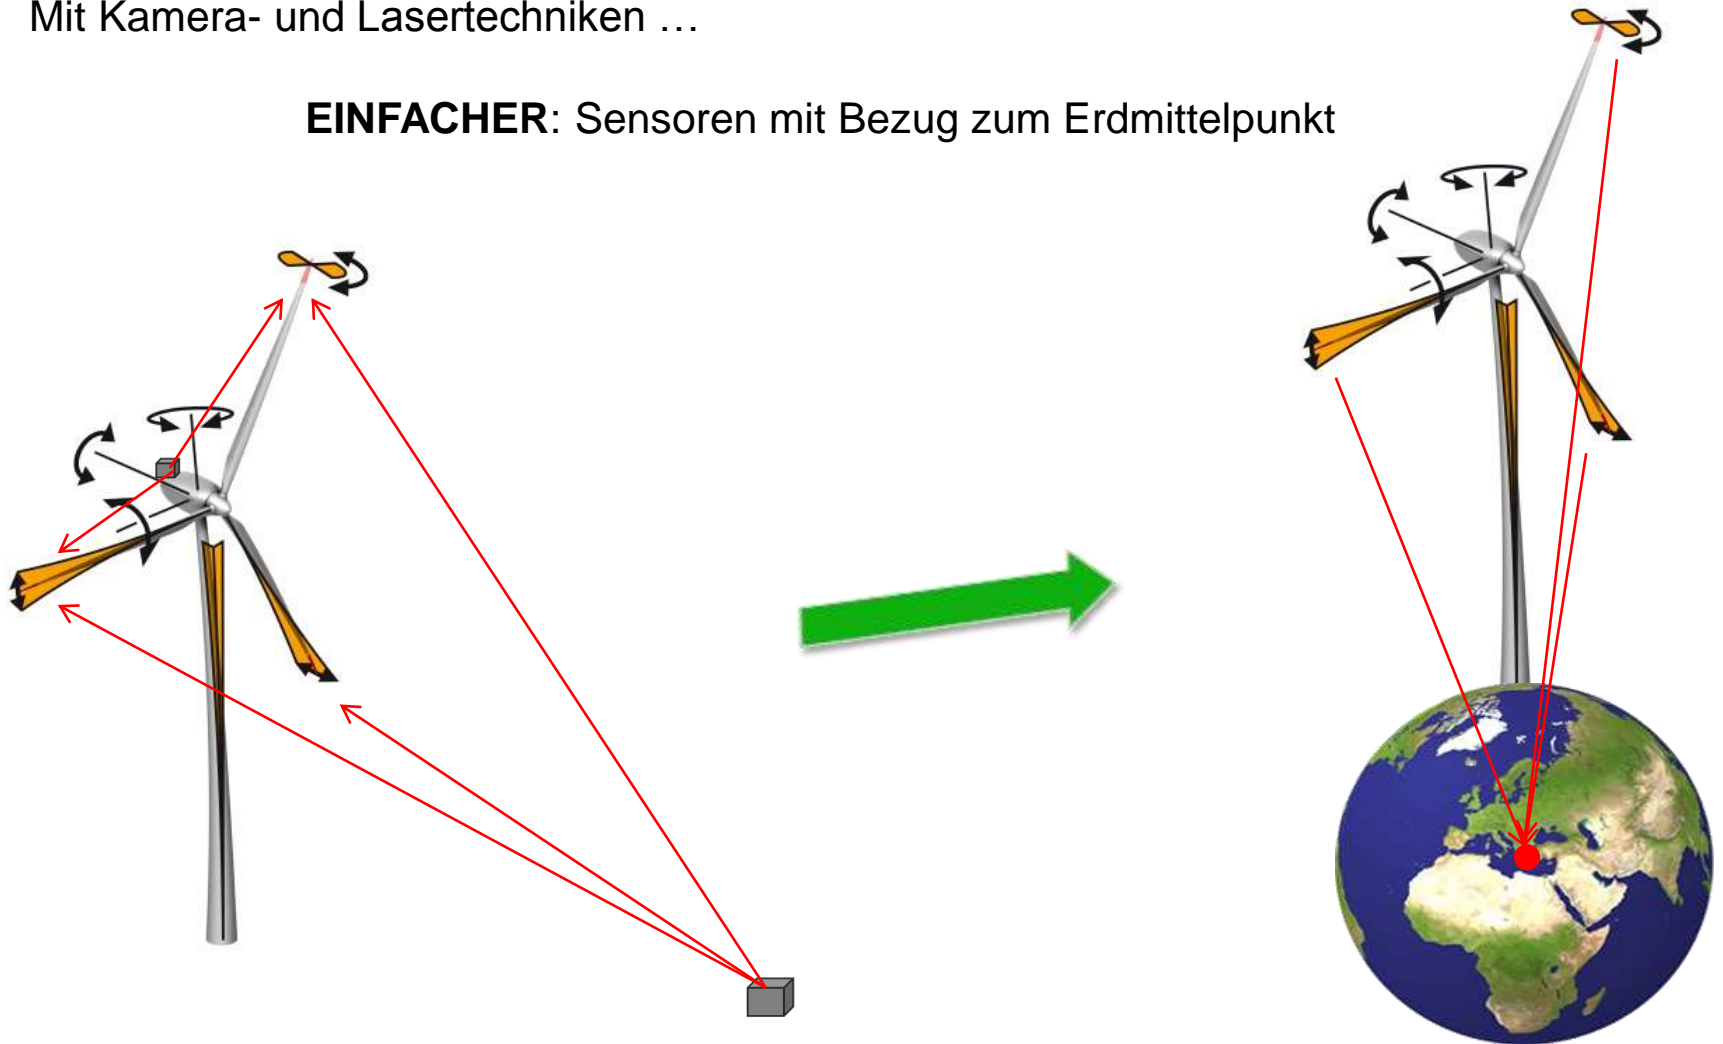 Mit Kamera- und Lasertechniken …
EINFACHER: Sensoren mit Bezug zum Erdmittelpunkt